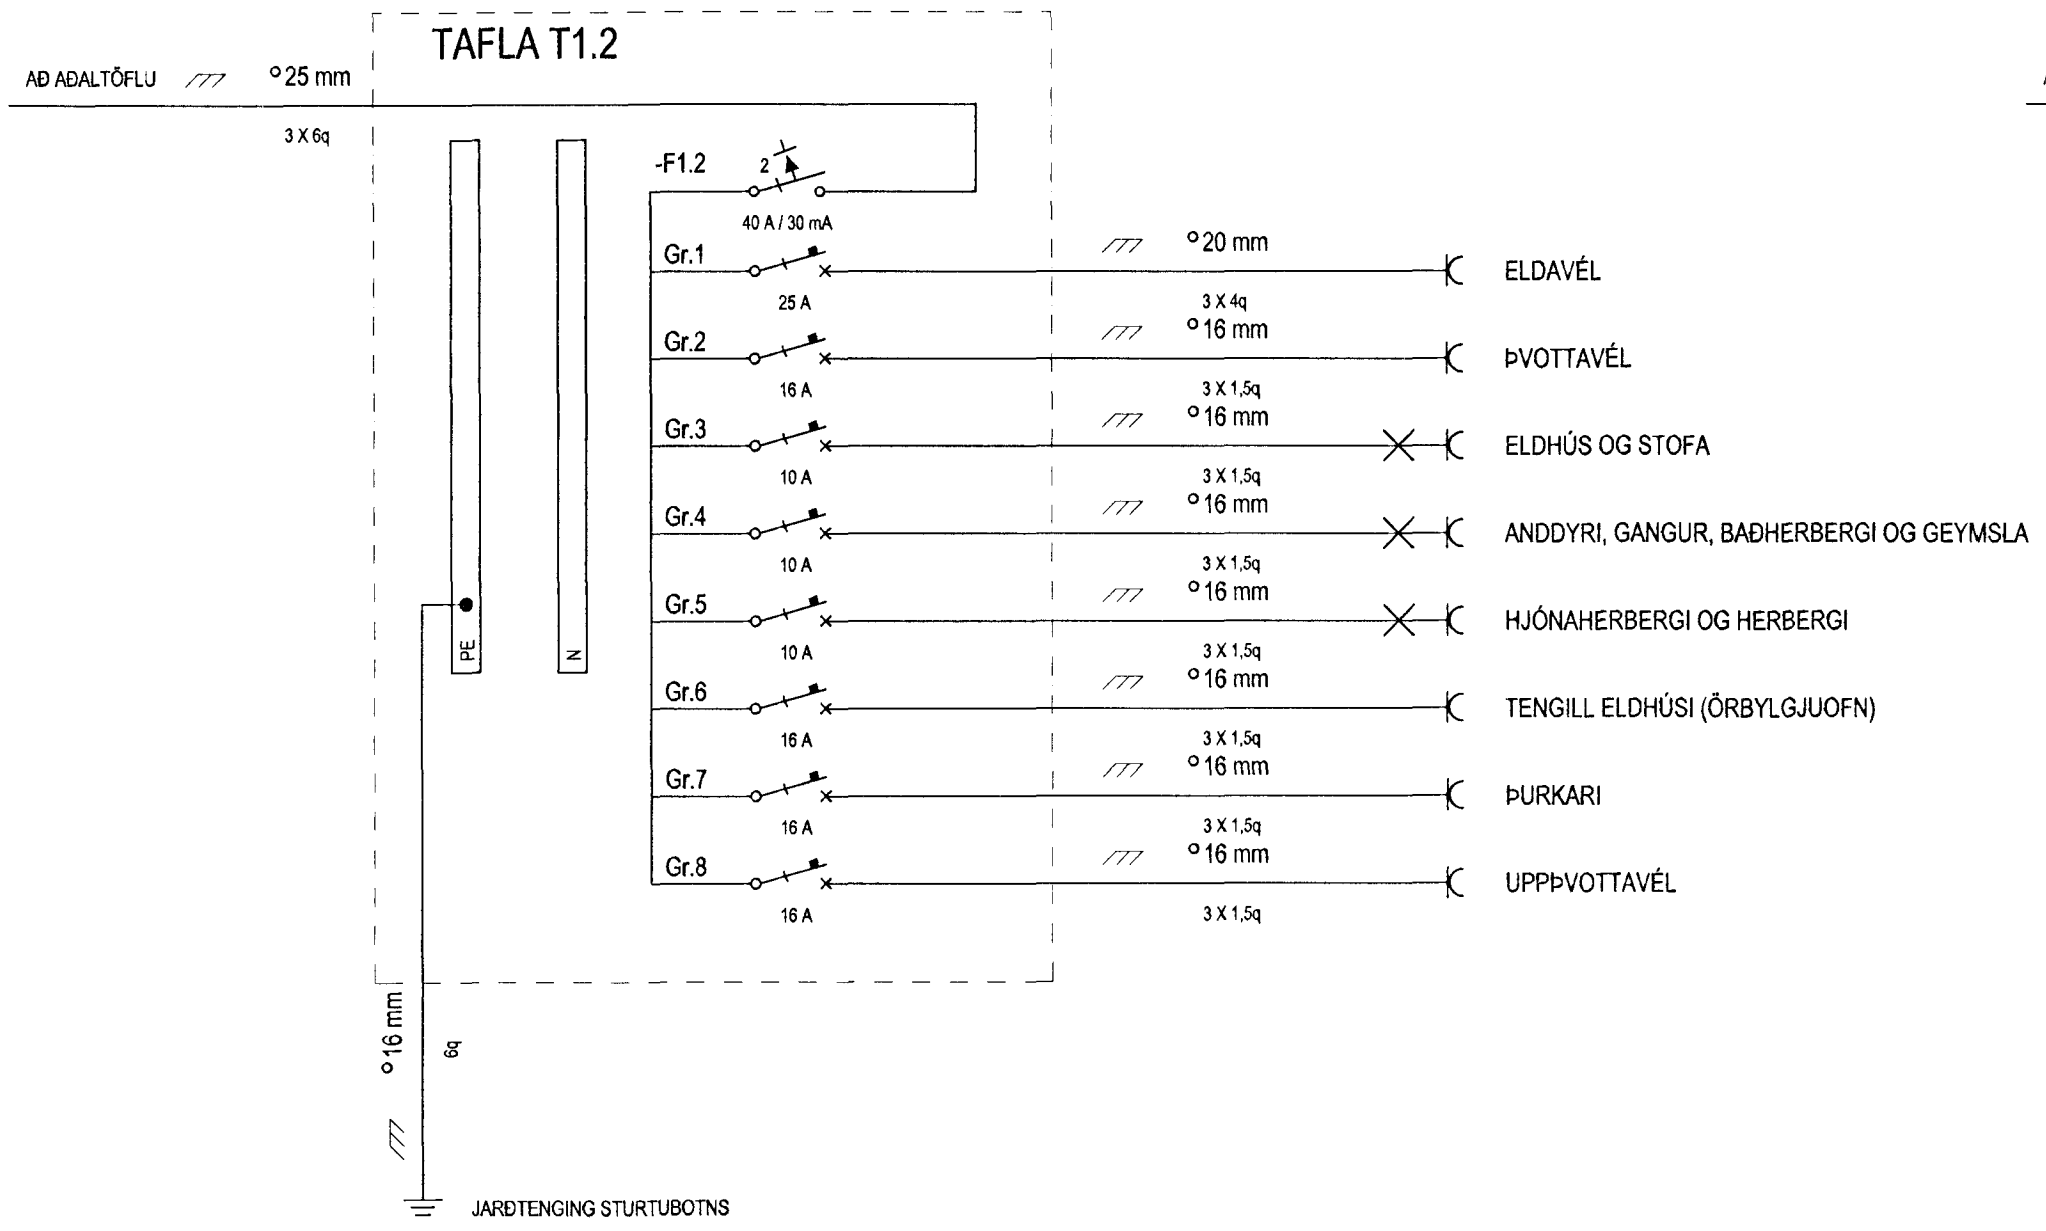 TAFLA T1.2
AÐ AÐALTÖFLU
°25 mm
3 X 6q
-F1.2
2
40 A / 30 mA
Gr.1
25 A
°20 mm
3 X 4q
ELDAVÉL
Gr.2
16 A
°16 mm
3 X 1,5q
ÞVOTTAVÉL
Gr.3
10 A
°16 mm
3 X 1,5q
ELDHÚS OG STOFA
Gr.4
10 A
°16 mm
3 X 1,5q
ANDDYRI, GANGUR, BAÐHERBERGI OG GEYMSLA
Gr.5
10 A
°16 mm
3 X 1,5q
HJÓNAHERBERGI OG HERBERGI
Gr.6
16 A
°16 mm
3 X 1,5q
TENGILL ELDHÚSI (ÖRBYLGJUOFN)
Gr.7
16 A
°16 mm
3 X 1,5q
ÞURKARI
Gr.8
16 A
°16 mm
3 X 1,5q
UPPÞVOTTAVÉL
PE
N
°16 mm
6q
JARÐTENGING STURTUBOTNS